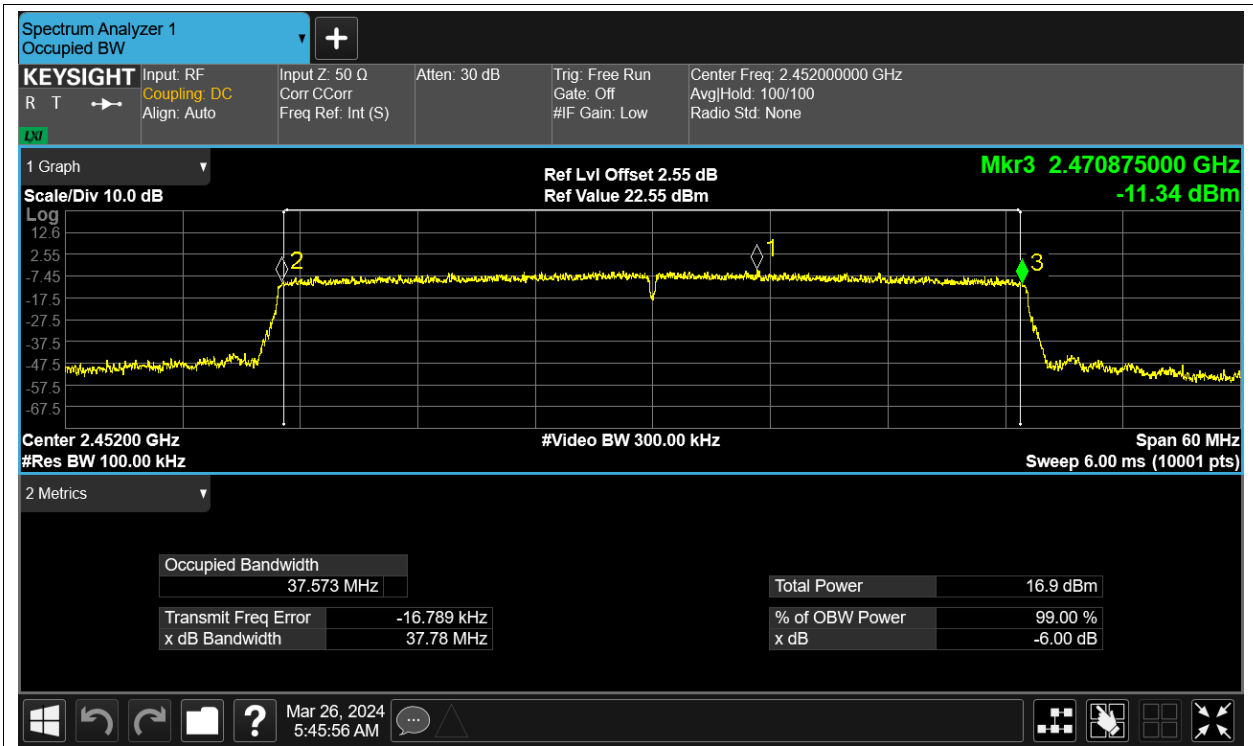 Spectrum Analyzer 1
Occupied BW
KEYSIGHT
R T
LXI
Input: RF
Coupling: DC
Align: Auto
Input Z: 50 Ω
Corr CCorr
Freq Ref: Int (S)
Atten: 30 dB
Trig: Free Run
Gate: Off
#IF Gain: Low
Center Freq: 2.452000000 GHz
Avg|Hold: 100/100
Radio Std: None
1 Graph
Scale/Div 10.0 dB
Ref Lvl Offset 2.55 dB
Ref Value 22.55 dBm
Mkr3 2.470875000 GHz
-11.34 dBm
Log
12.6
2.55
-7.45
-17.5
-27.5
-37.5
-47.5
-57.5
-67.5
2
1
3
Center 2.45200 GHz
#Res BW 100.00 kHz
#Video BW 300.00 kHz
Span 60 MHz
Sweep 6.00 ms (10001 pts)
2 Metrics
Occupied Bandwidth
37.573 MHz
Transmit Freq Error -16.789 kHz
x dB Bandwidth 37.78 MHz
Total Power 16.9 dBm
% of OBW Power 99.00 %
x dB -6.00 dB
?
Mar 26, 2024
5:45:56 AM